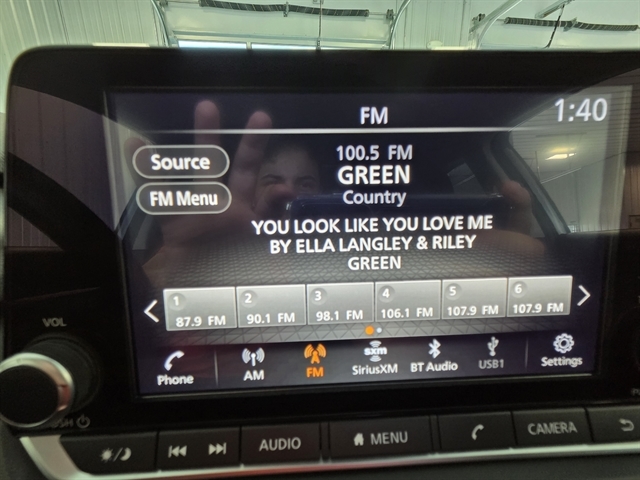 FM
1:40
Source
FM Menu
100.5 FM
GREEN
Country
YOU LOOK LIKE YOU LOVE ME
BY ELLA LANGLEY & RILEY
GREEN
1 2 3 4 5 6
87.9 FM 90.1 FM 98.1 FM 106.1 FM 107.9 FM 107.9 FM
Phone AM FM sxm SiriusXM BT Audio USB1 Settings
VOL
AUDIO MENU CAMERA